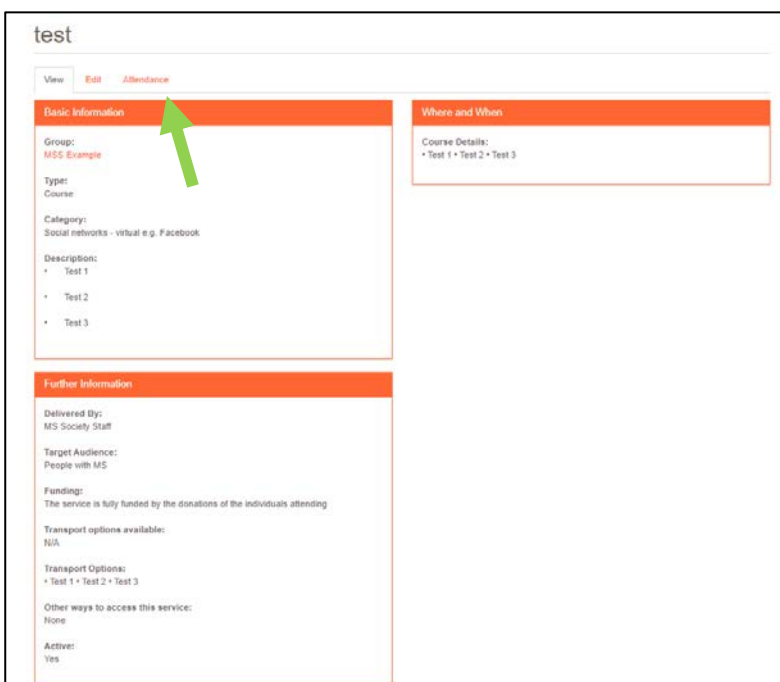 test
View Edit Attendance
Basic Information
Group:
MSS Example
Type:
Course
Category:
Social networks - virtual e.g. Facebook
Description:
• Test 1
• Test 2
• Test 3
Where and When
Course Details:
• Test 1 • Test 2 • Test 3
Further Information
Delivered By:
MS Society Staff
Target Audience:
People with MS
Funding:
The service is fully funded by the donations of the individuals attending
Transport options available:
N/A
Transport Options:
• Test 1 • Test 2 • Test 3
Other ways to access this service:
None
Active:
Yes